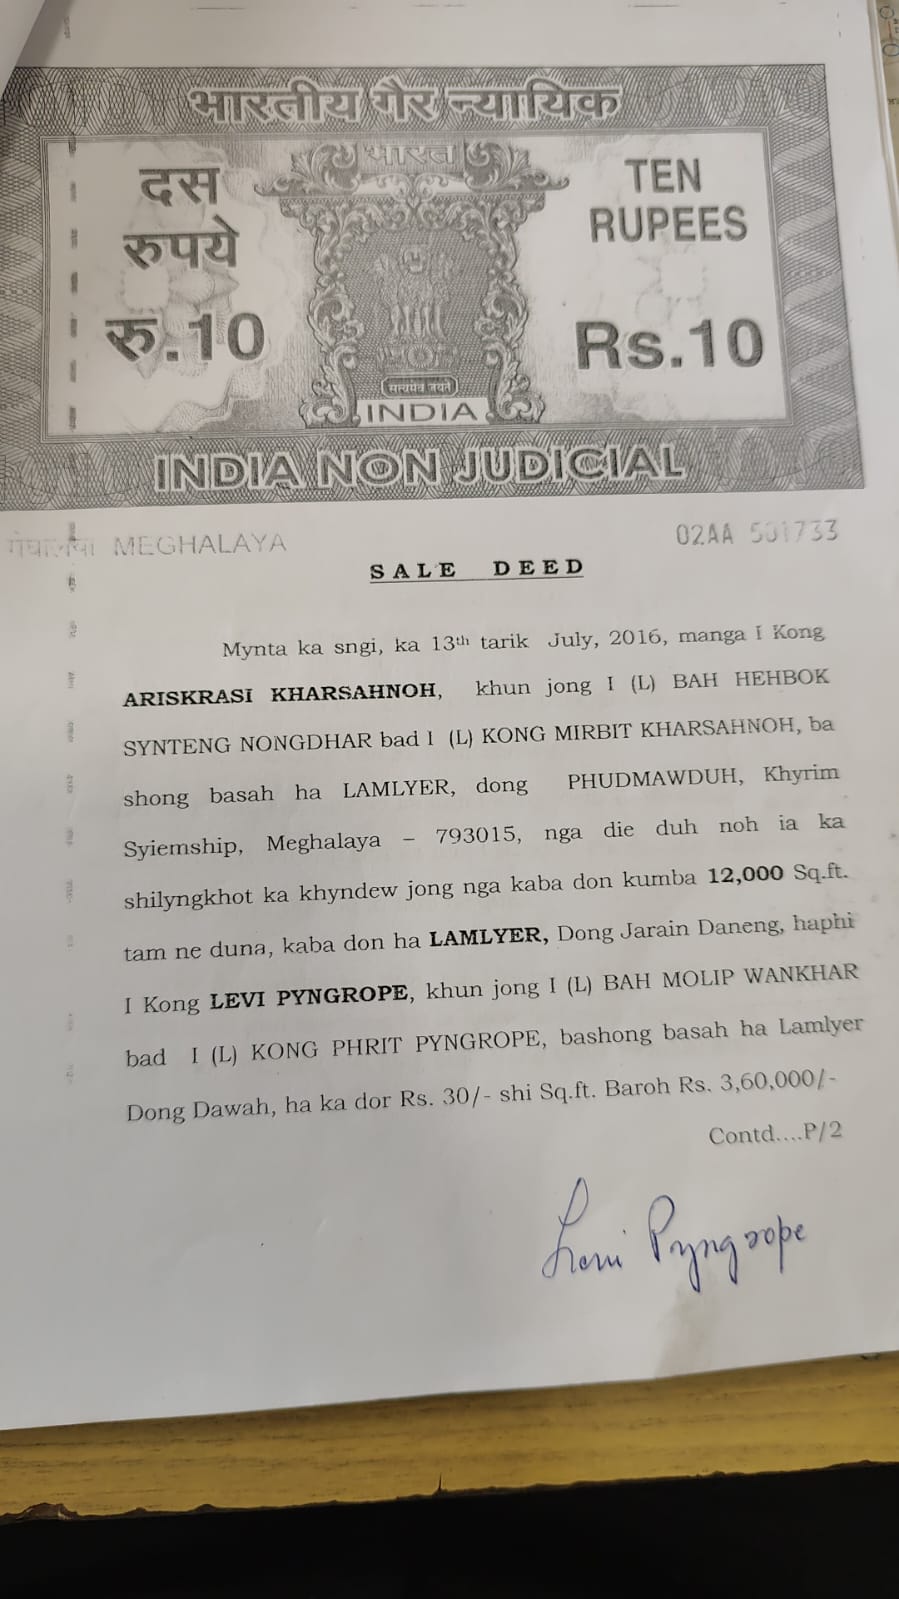 भारतीय गैर न्यायिक
भारत
दस
रुपये
रु.10
TEN
RUPEES
Rs.10
सत्यमेव जयते
INDIA
INDIA NON JUDICIAL
मेघालय MEGHALAYA
02AA 501733
SALE DEED
Mynta ka sngi, ka 13th tarik July, 2016, manga I Kong
ARISKRASI KHARSAHNOH, khun jong I (L) BAH HEHBOK
SYNTENG NONGDHAR bad I (L) KONG MIRBIT KHARSAHNOH, ba
shong basah ha LAMLYER, dong PHUDMAWDUH, Khyrim
Syiemship, Meghalaya – 793015, nga die duh noh ia ka
shilyngkhot ka khyndew jong nga kaba don kumba 12,000 Sq.ft.
tam ne duna, kaba don ha LAMLYER, Dong Jarain Daneng, haphi
I Kong LEVI PYNGROPE, khun jong I (L) BAH MOLIP WANKHAR
bad I (L) KONG PHRIT PYNGROPE, bashong basah ha Lamlyer
Dong Dawah, ha ka dor Rs. 30/- shi Sq.ft. Baroh Rs. 3,60,000/-
Contd....P/2
Pyngrope